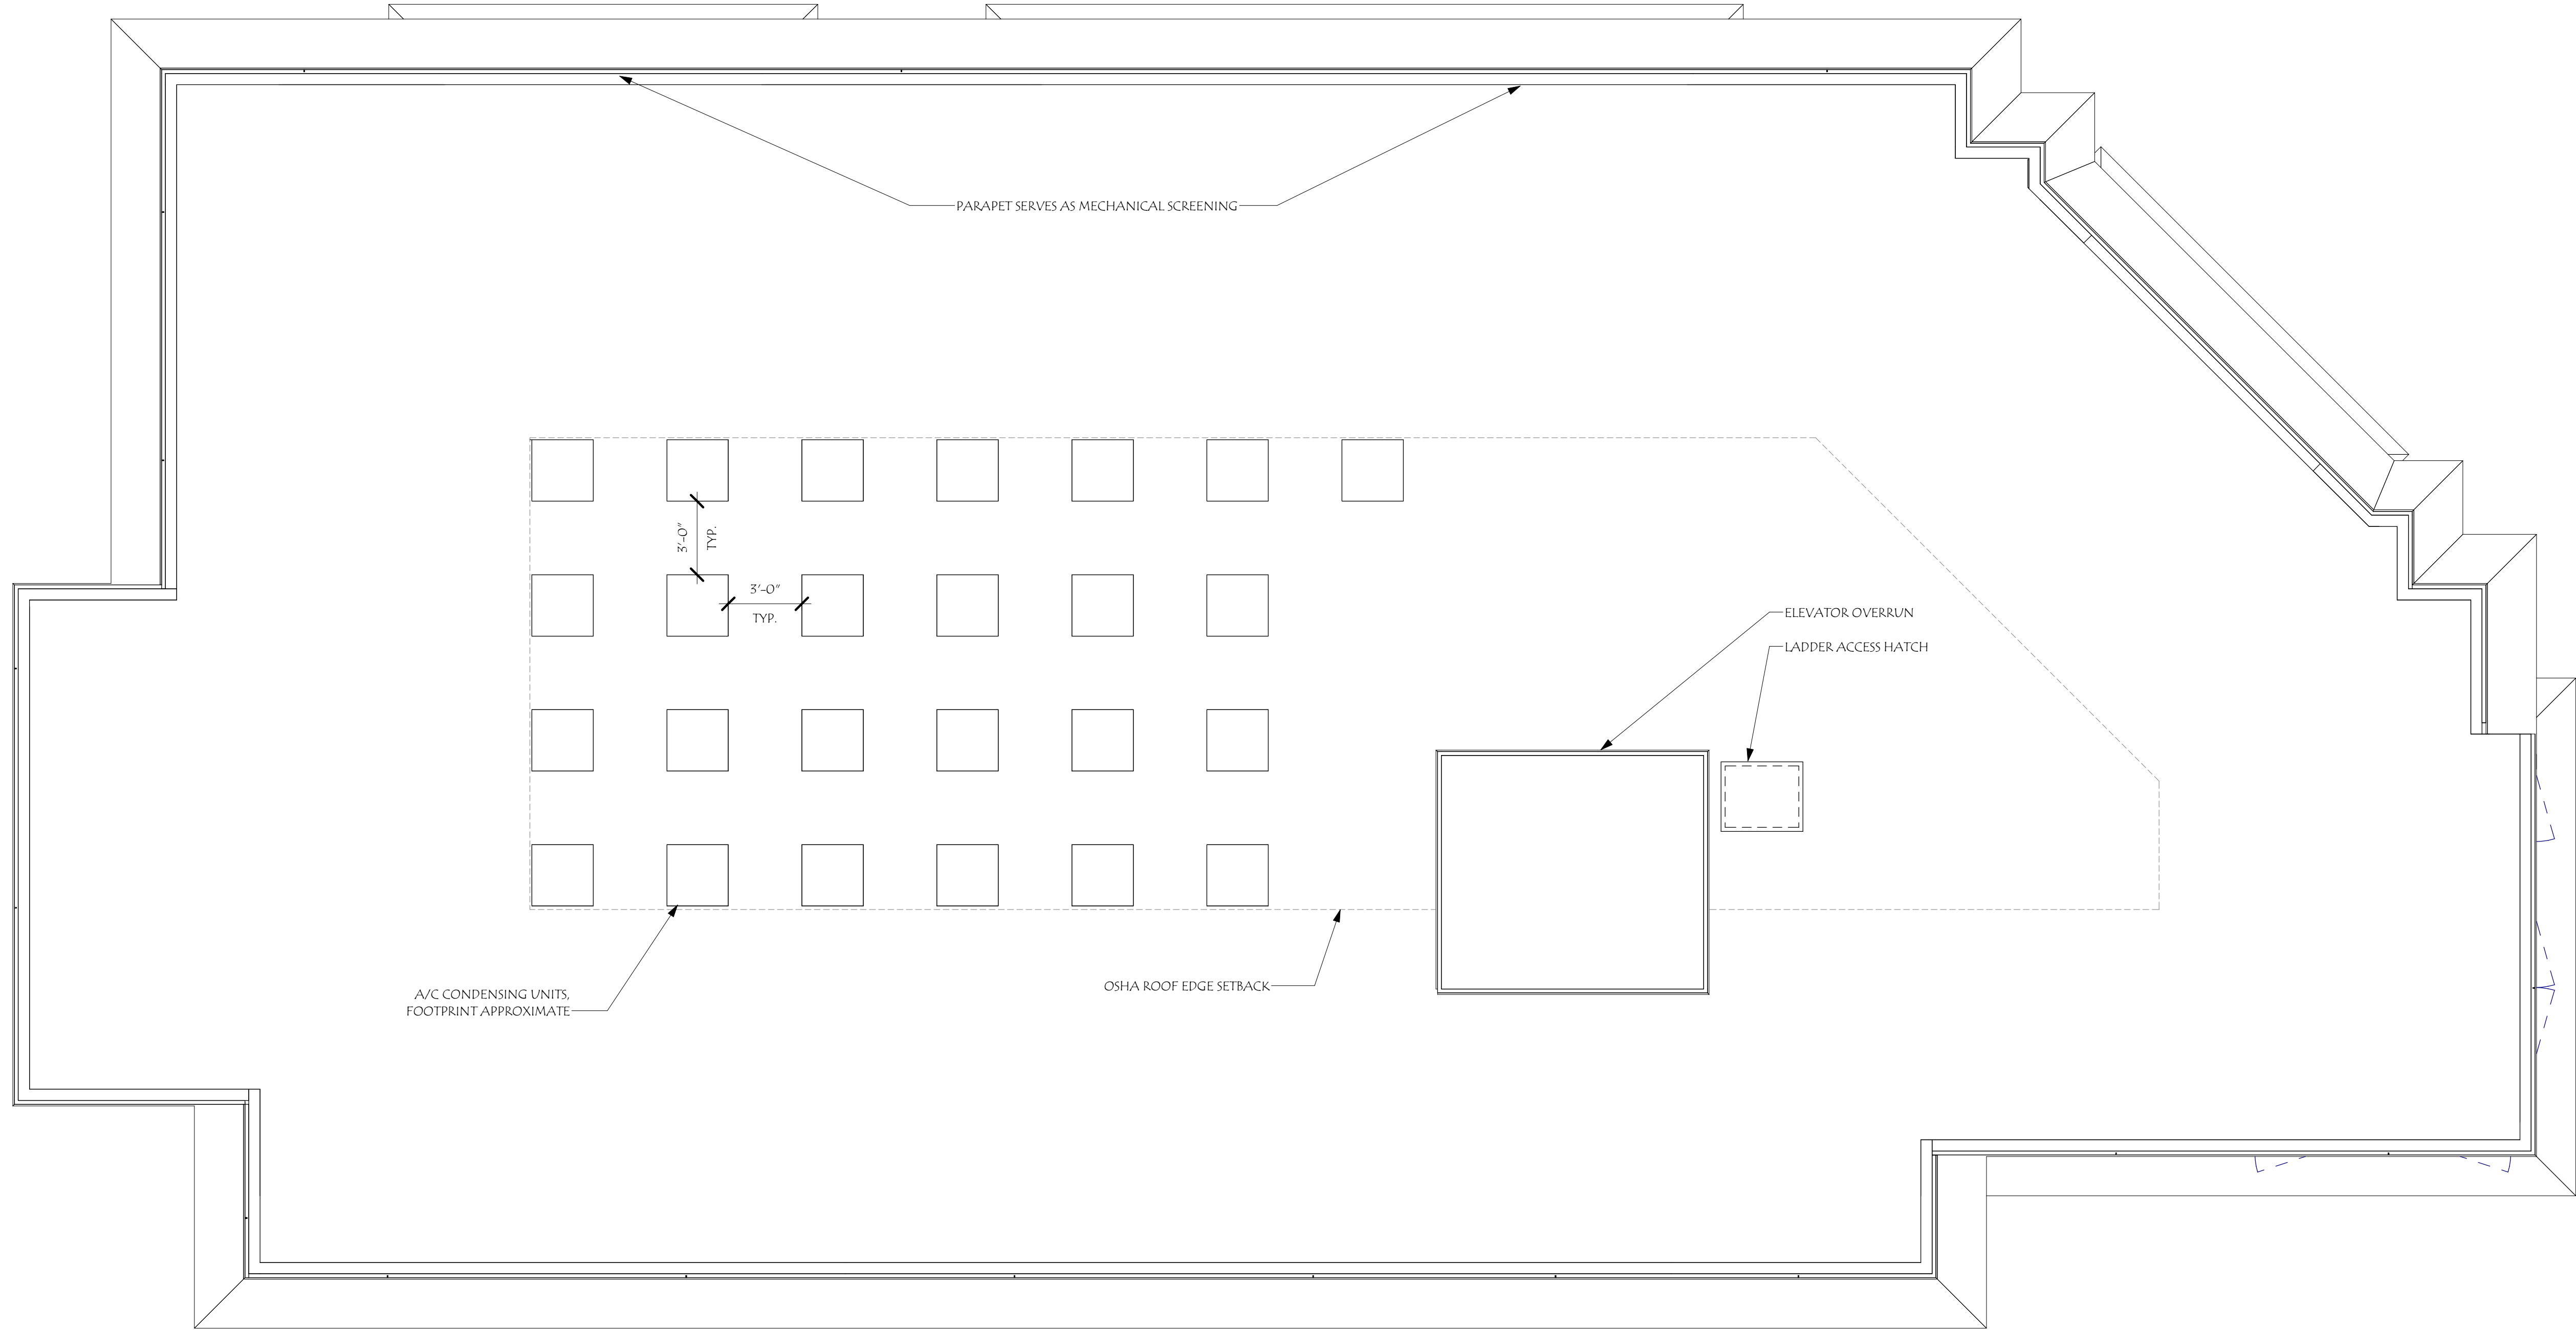 PARAPET SERVES AS MECHANICAL SCREENING
3'-0"
TYP.
3'-0"
TYP.
ELEVATOR OVERRUN
LADDER ACCESS HATCH
OSHA ROOF EDGE SETBACK
A/C CONDENSING UNITS,
FOOTPRINT APPROXIMATE